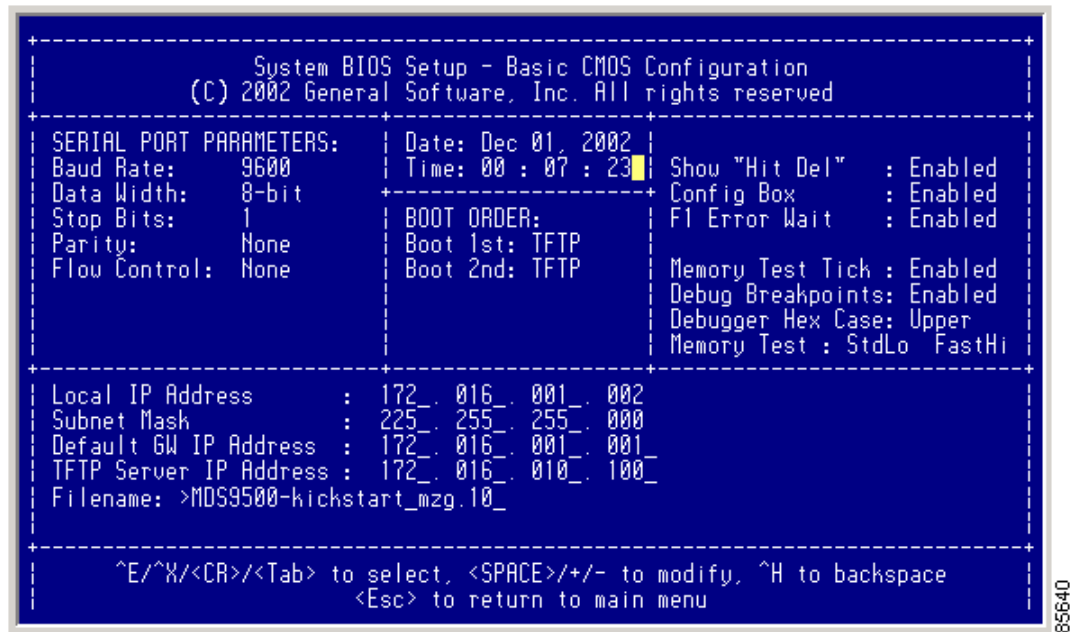 System BIOS Setup - Basic CMOS Configuration
(C) 2002 General Software, Inc. All rights reserved
SERIAL PORT PARAMETERS:
Baud Rate: 9600
Data Width: 8-bit
Stop Bits: 1
Parity: None
Flow Control: None
Date: Dec 01, 2002
Time: 00 : 07 : 23
BOOT ORDER:
Boot 1st: TFTP
Boot 2nd: TFTP
Show "Hit Del" : Enabled
Config Box : Enabled
F1 Error Wait : Enabled
Memory Test Tick : Enabled
Debug Breakpoints: Enabled
Debugger Hex Case: Upper
Memory Test : StdLo FastHi
Local IP Address : 172_. 016_. 001_. 002
Subnet Mask : 225_. 255_. 255_. 000
Default GW IP Address : 172_. 016_. 001_. 001_
TFTP Server IP Address : 172_. 016_. 010_. 100_
Filename: >MDS9500-kickstart_mzg.10_
^E/^X/<CR>/<Tab> to select, <SPACE>/+/- to modify, ^H to backspace
<Esc> to return to main menu
85640